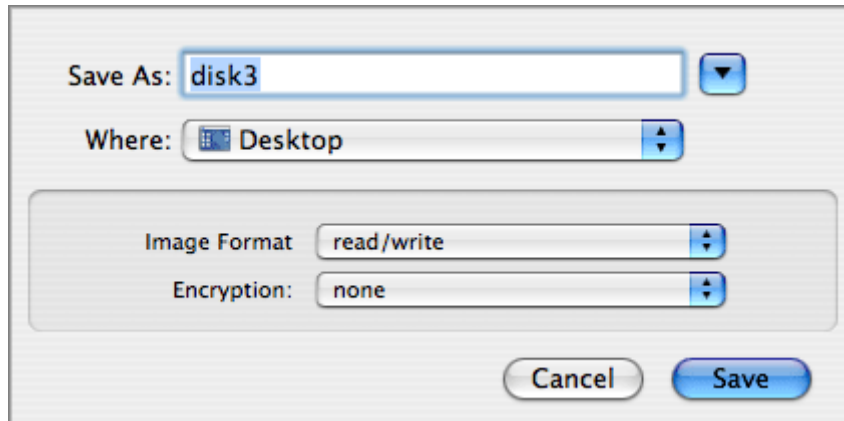 Save As: disk3
Where: Desktop
Image Format read/write
Encryption: none
Cancel Save